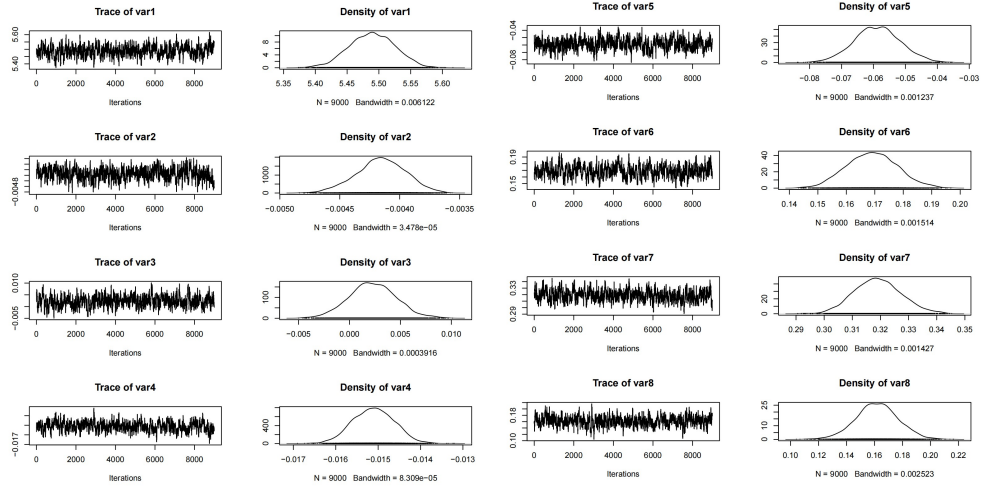 Trace of var1
5.40 5.60
0 2000 4000 6000 8000
Iterations
Density of var1
0 4 8
5.35 5.40 5.45 5.50 5.55 5.60
N = 9000 Bandwidth = 0.006122
Trace of var2
−0.0048
0 2000 4000 6000 8000
Iterations
Density of var2
0 1000
−0.0050 −0.0045 −0.0040 −0.0035
N = 9000 Bandwidth = 3.478e−05
Trace of var3
−0.005 0.010
0 2000 4000 6000 8000
Iterations
Density of var3
0 100
−0.005 0.000 0.005 0.010
N = 9000 Bandwidth = 0.0003916
Trace of var4
−0.017
0 2000 4000 6000 8000
Iterations
Density of var4
0 400
−0.017 −0.016 −0.015 −0.014 −0.013
N = 9000 Bandwidth = 8.309e−05
Trace of var5
−0.08 −0.04
0 2000 4000 6000 8000
Iterations
Density of var5
0 30
−0.08 −0.07 −0.06 −0.05 −0.04 −0.03
N = 9000 Bandwidth = 0.001237
Trace of var6
0.15 0.19
0 2000 4000 6000 8000
Iterations
Density of var6
0 20 40
0.14 0.15 0.16 0.17 0.18 0.19 0.20
N = 9000 Bandwidth = 0.001514
Trace of var7
0.29 0.33
0 2000 4000 6000 8000
Iterations
Density of var7
0 20
0.29 0.30 0.31 0.32 0.33 0.34 0.35
N = 9000 Bandwidth = 0.001427
Trace of var8
0.10 0.18
0 2000 4000 6000 8000
Iterations
Density of var8
0 10 25
0.10 0.12 0.14 0.16 0.18 0.20 0.22
N = 9000 Bandwidth = 0.002523